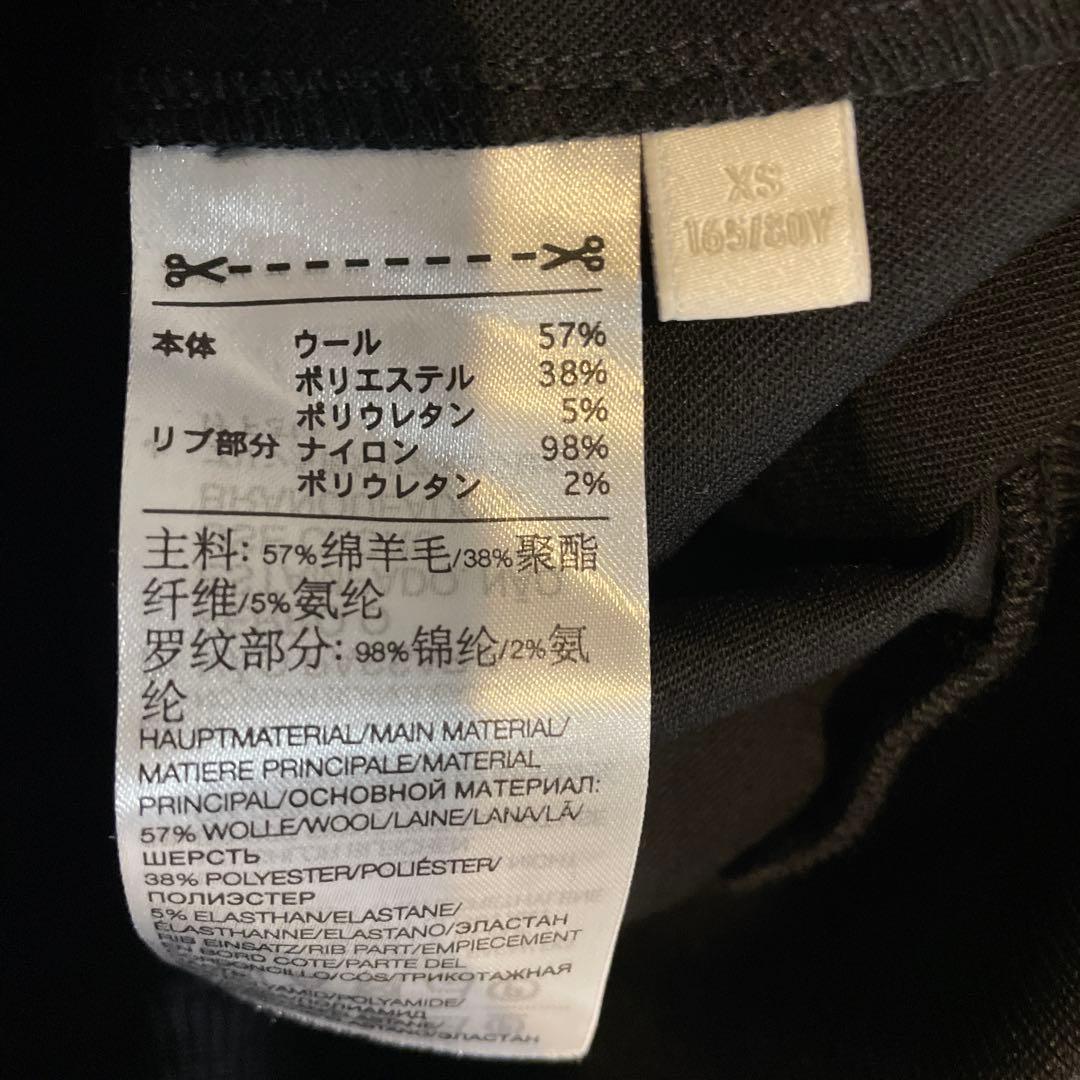 XS
165/80Y
本体 ウール 57%
ポリエステル 38%
ポリウレタン 5%
リブ部分 ナイロン 98%
ポリウレタン 2%
主料: 57%绵羊毛/38%聚酯
纤维/5%氨纶
罗纹部分: 98%锦纶/2%氨
纶
HAUPTMATERIAL/MAIN MATERIAL/
MATIERE PRINCIPALE/MATERIAL
PRINCIPAL/ОСНОВНОЙ МАТЕРИАЛ:
57% WOLLE/WOOL/LAINE/LANA/LÃ/
ШЕРСТЬ
38% POLYESTER/POLIÉSTER/
ПОЛИЭСТЕР
5% ELASTHAN/ELASTANE/
ÉLASTHANNE/ELASTANO/ЭЛАСТАН
RIB EINSATZ/RIB PART/EMPIECEMENT
EN BORD COTE/PARTE DEL
/CÓS/ТРИКОТАЖНАЯ
/POLYAMIDE/
/ПОЛИАМИД
/ЭЛАСТАН